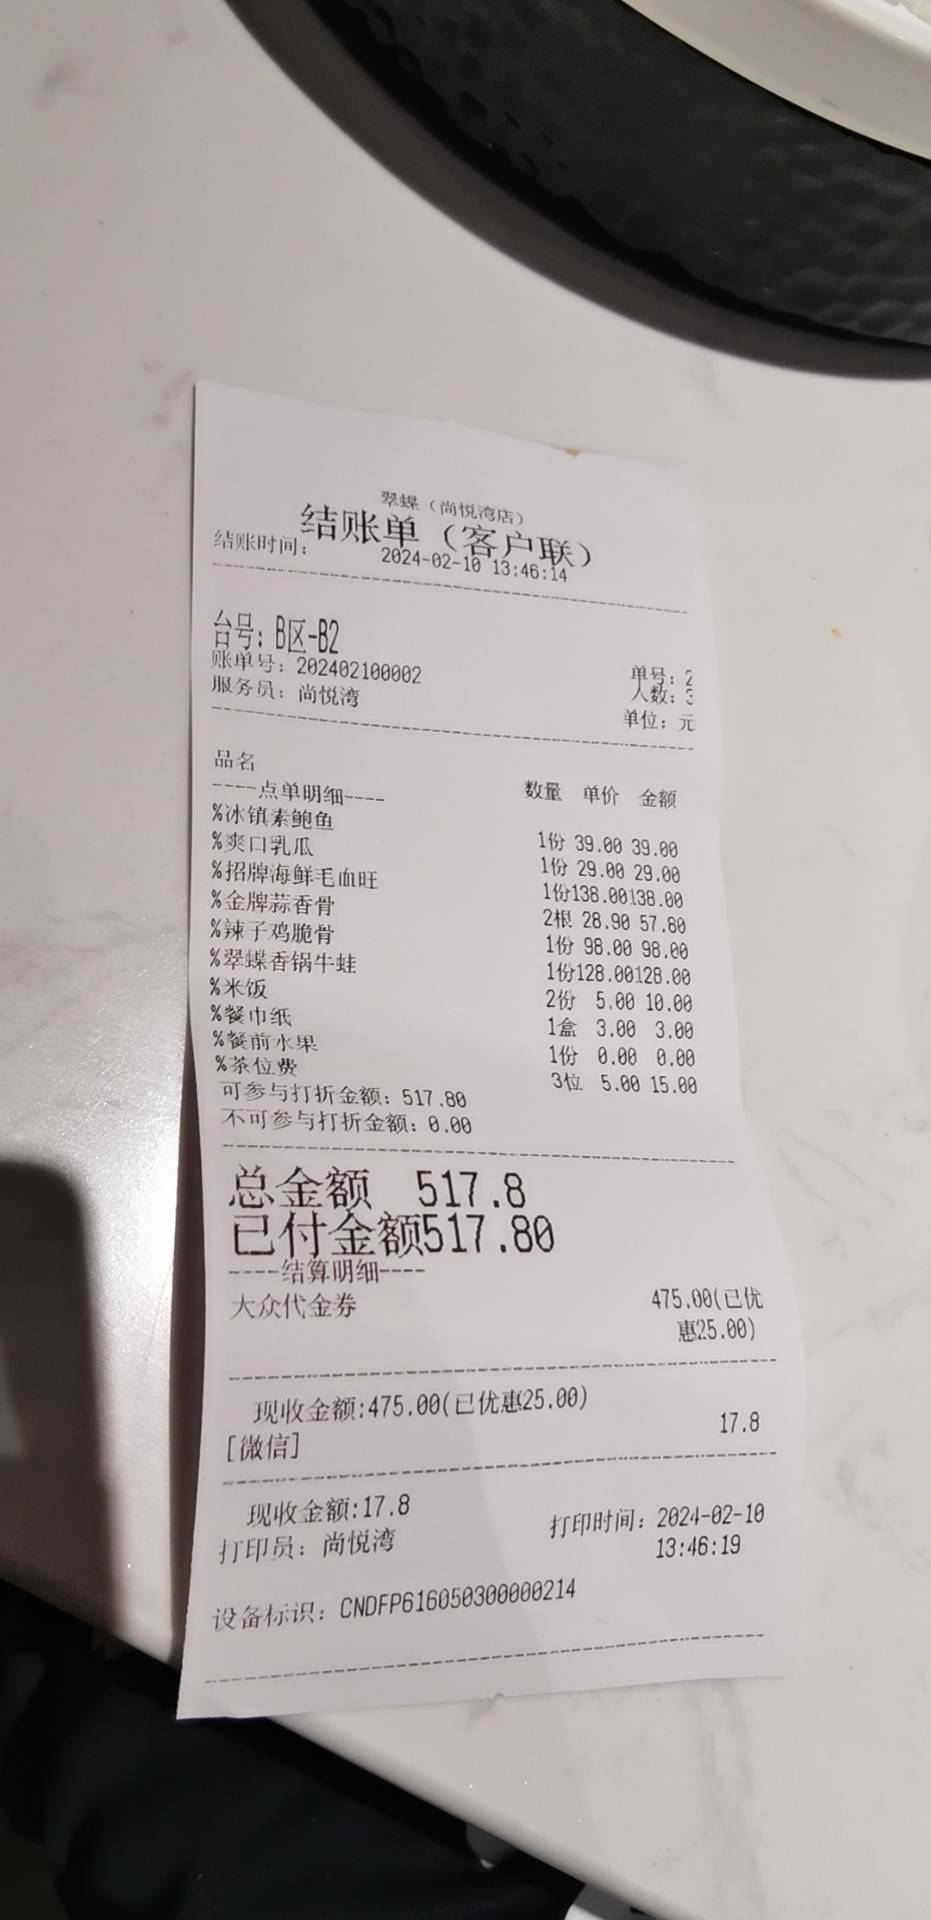 翠蝶（尚悦湾店）
结账单（客户联）
结账时间： 2024-02-10 13:46:14
台号：B区-B2
账单号：202402100002 单号：2
服务员：尚悦湾 人数：3
单位：元
品名 数量 单价 金额
----点单明细----
%冰镇素鲍鱼 1份 39.00 39.00
%爽口乳瓜 1份 29.00 29.00
%招牌海鲜毛血旺 1份138.00138.00
%金牌蒜香骨 2根 28.90 57.80
%辣子鸡脆骨 1份 98.00 98.00
%翠蝶香锅牛蛙 1份128.00128.00
%米饭 2份 5.00 10.00
%餐巾纸 1盒 3.00 3.00
%餐前水果 1份 0.00 0.00
%茶位费 3位 5.00 15.00
可参与打折金额：517.80
不可参与打折金额：0.00
总金额 517.8
已付金额517.80
----结算明细----
大众代金券 475.00(已优
惠25.00)
现收金额:475.00(已优惠25.00)
[微信] 17.8
现收金额:17.8
打印员：尚悦湾 打印时间：2024-02-10
13:46:19
设备标识：CNDFP616050300000214